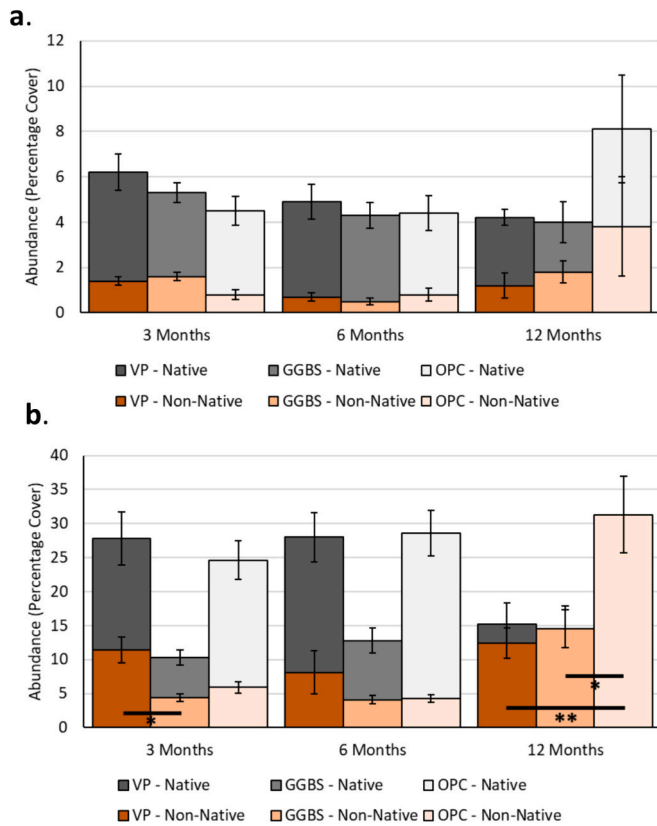 a.
Abundance (Percentage Cover)
12
10
8
6
4
2
0
3 Months 6 Months 12 Months
VP - Native GGBS - Native OPC - Native
VP - Non-Native GGBS - Non-Native OPC - Non-Native
b.
Abundance (Percentage Cover)
40
35
30
25
20
15
10
5
0
*
*
**
3 Months 6 Months 12 Months
VP - Native GGBS - Native OPC - Native
VP - Non-Native GGBS - Non-Native OPC - Non-Native